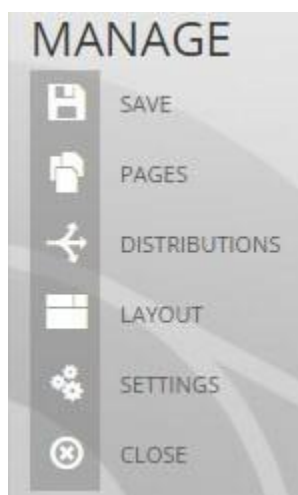 MANAGE
SAVE
PAGES
DISTRIBUTIONS
LAYOUT
SETTINGS
CLOSE